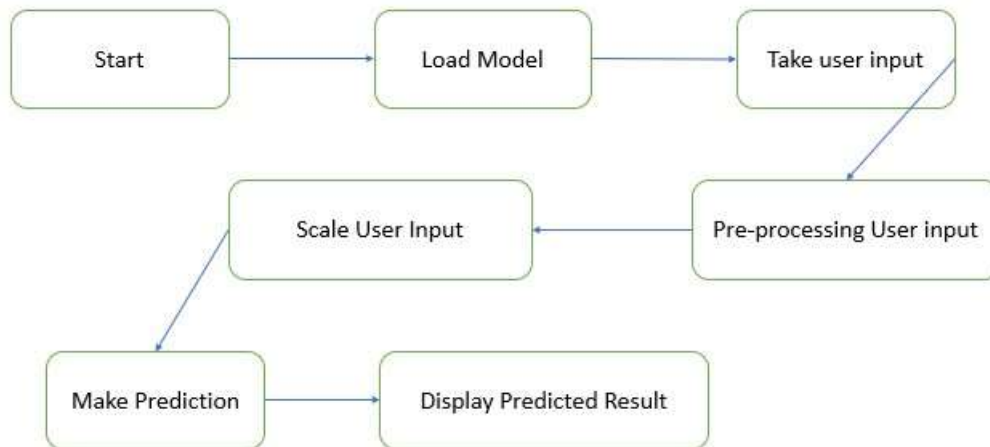 Start
Load Model
Take user input
Pre-processing User input
Scale User Input
Make Prediction
Display Predicted Result